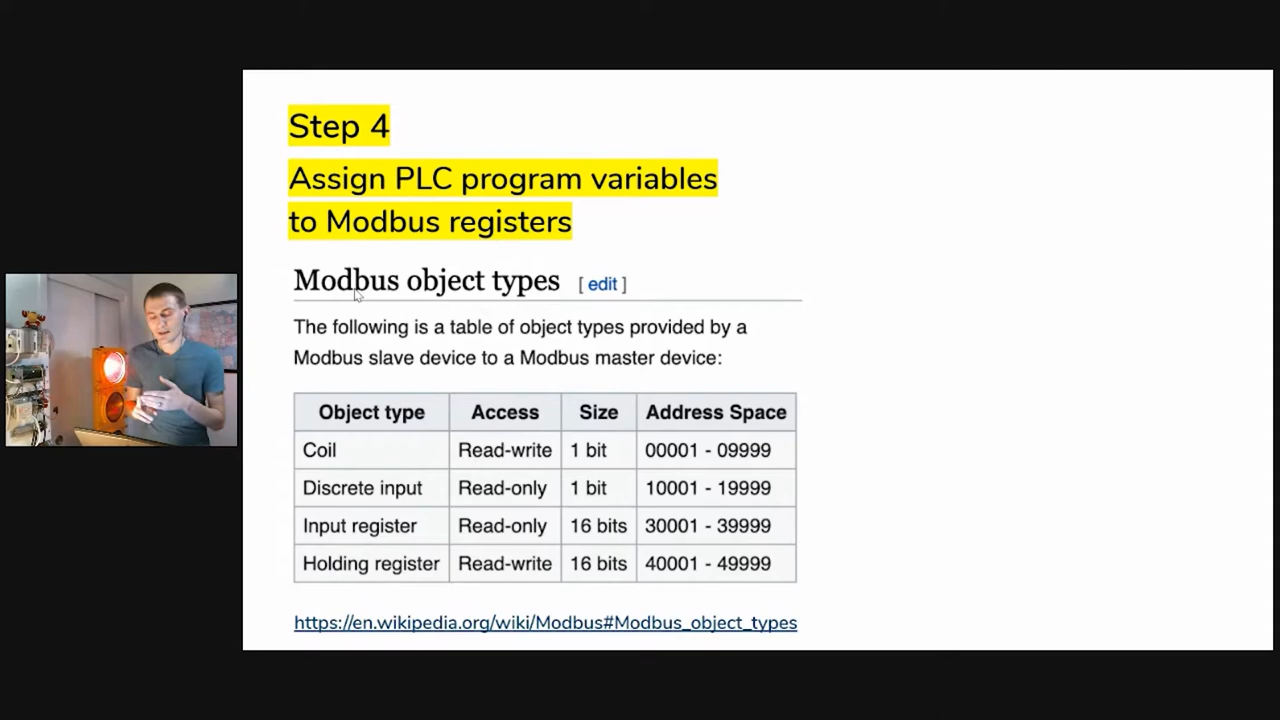 Step 4
Assign PLC program variables
to Modbus registers
Modbus object types [ edit ]
The following is a table of object types provided by a
Modbus slave device to a Modbus master device:
Object type Access Size Address Space
Coil Read-write 1 bit 00001 - 09999
Discrete input Read-only 1 bit 10001 - 19999
Input register Read-only 16 bits 30001 - 39999
Holding register Read-write 16 bits 40001 - 49999
https://en.wikipedia.org/wiki/Modbus#Modbus_object_types